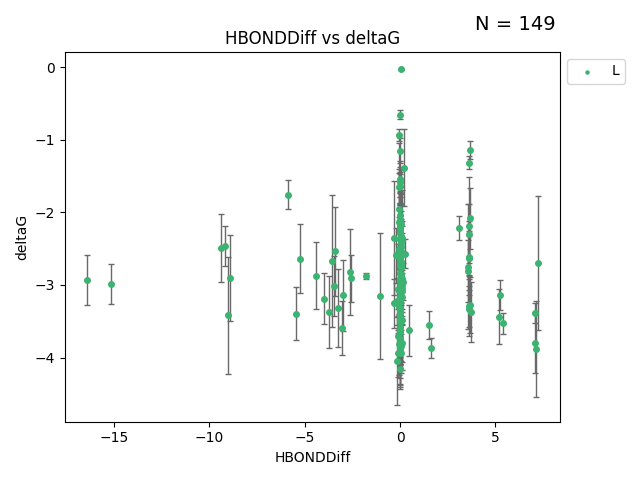 N = 149
HBONDDiff vs deltaG
L
deltaG
0
−1
−2
−3
−4
−15
−10
−5
0
5
HBONDDiff